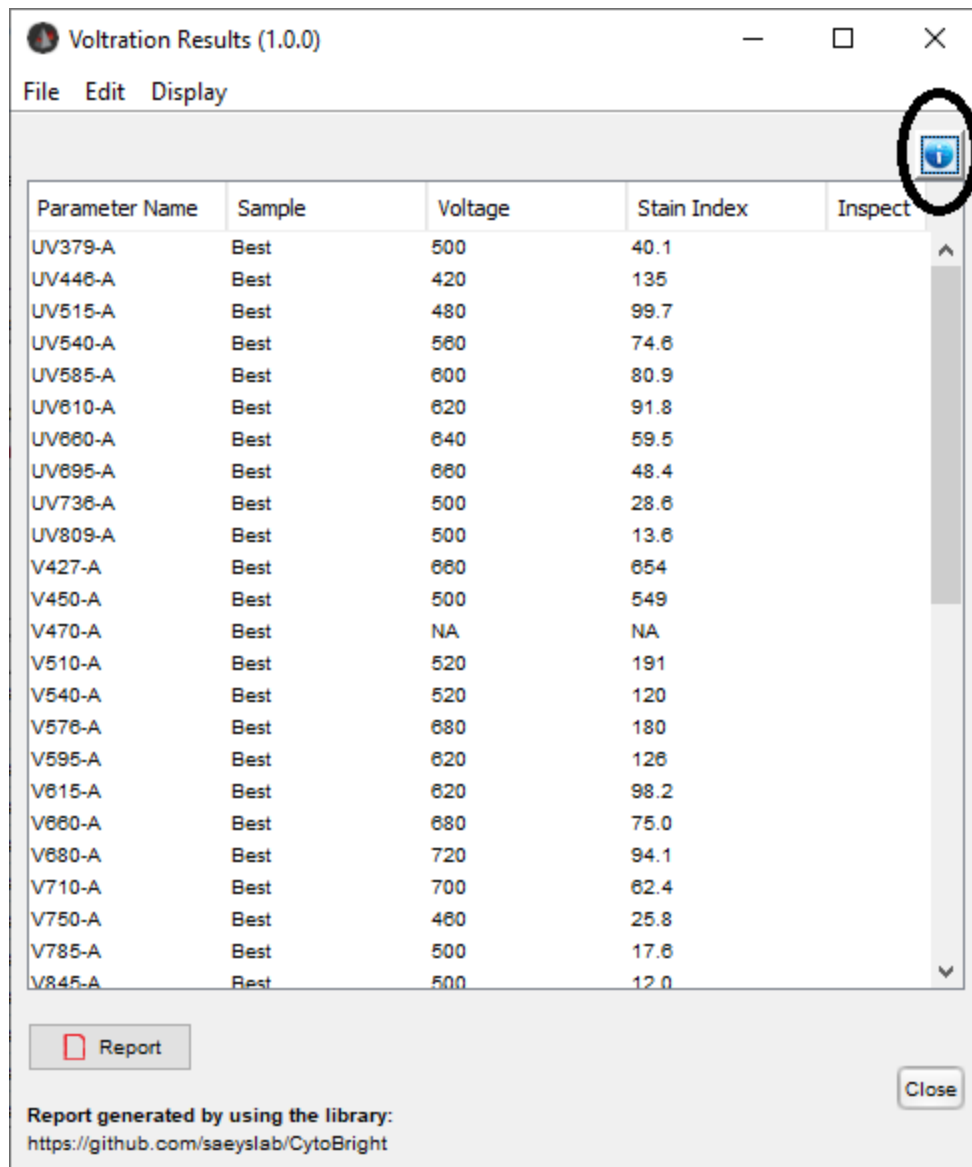 Voltration Results (1.0.0)
File Edit Display
Parameter Name Sample Voltage Stain Index Inspect
UV379-A Best 500 40.1
UV446-A Best 420 135
UV515-A Best 480 99.7
UV540-A Best 560 74.6
UV585-A Best 600 80.9
UV610-A Best 620 91.8
UV660-A Best 640 59.5
UV695-A Best 660 48.4
UV736-A Best 500 28.6
UV809-A Best 500 13.6
V427-A Best 660 654
V450-A Best 500 549
V470-A Best NA NA
V510-A Best 520 191
V540-A Best 520 120
V576-A Best 680 180
V595-A Best 620 126
V615-A Best 620 98.2
V660-A Best 680 75.0
V680-A Best 720 94.1
V710-A Best 700 62.4
V750-A Best 460 25.8
V785-A Best 500 17.6
V845-A Best 500 12.0
Report
Close
Report generated by using the library:
https://github.com/saeyslab/CytoBright